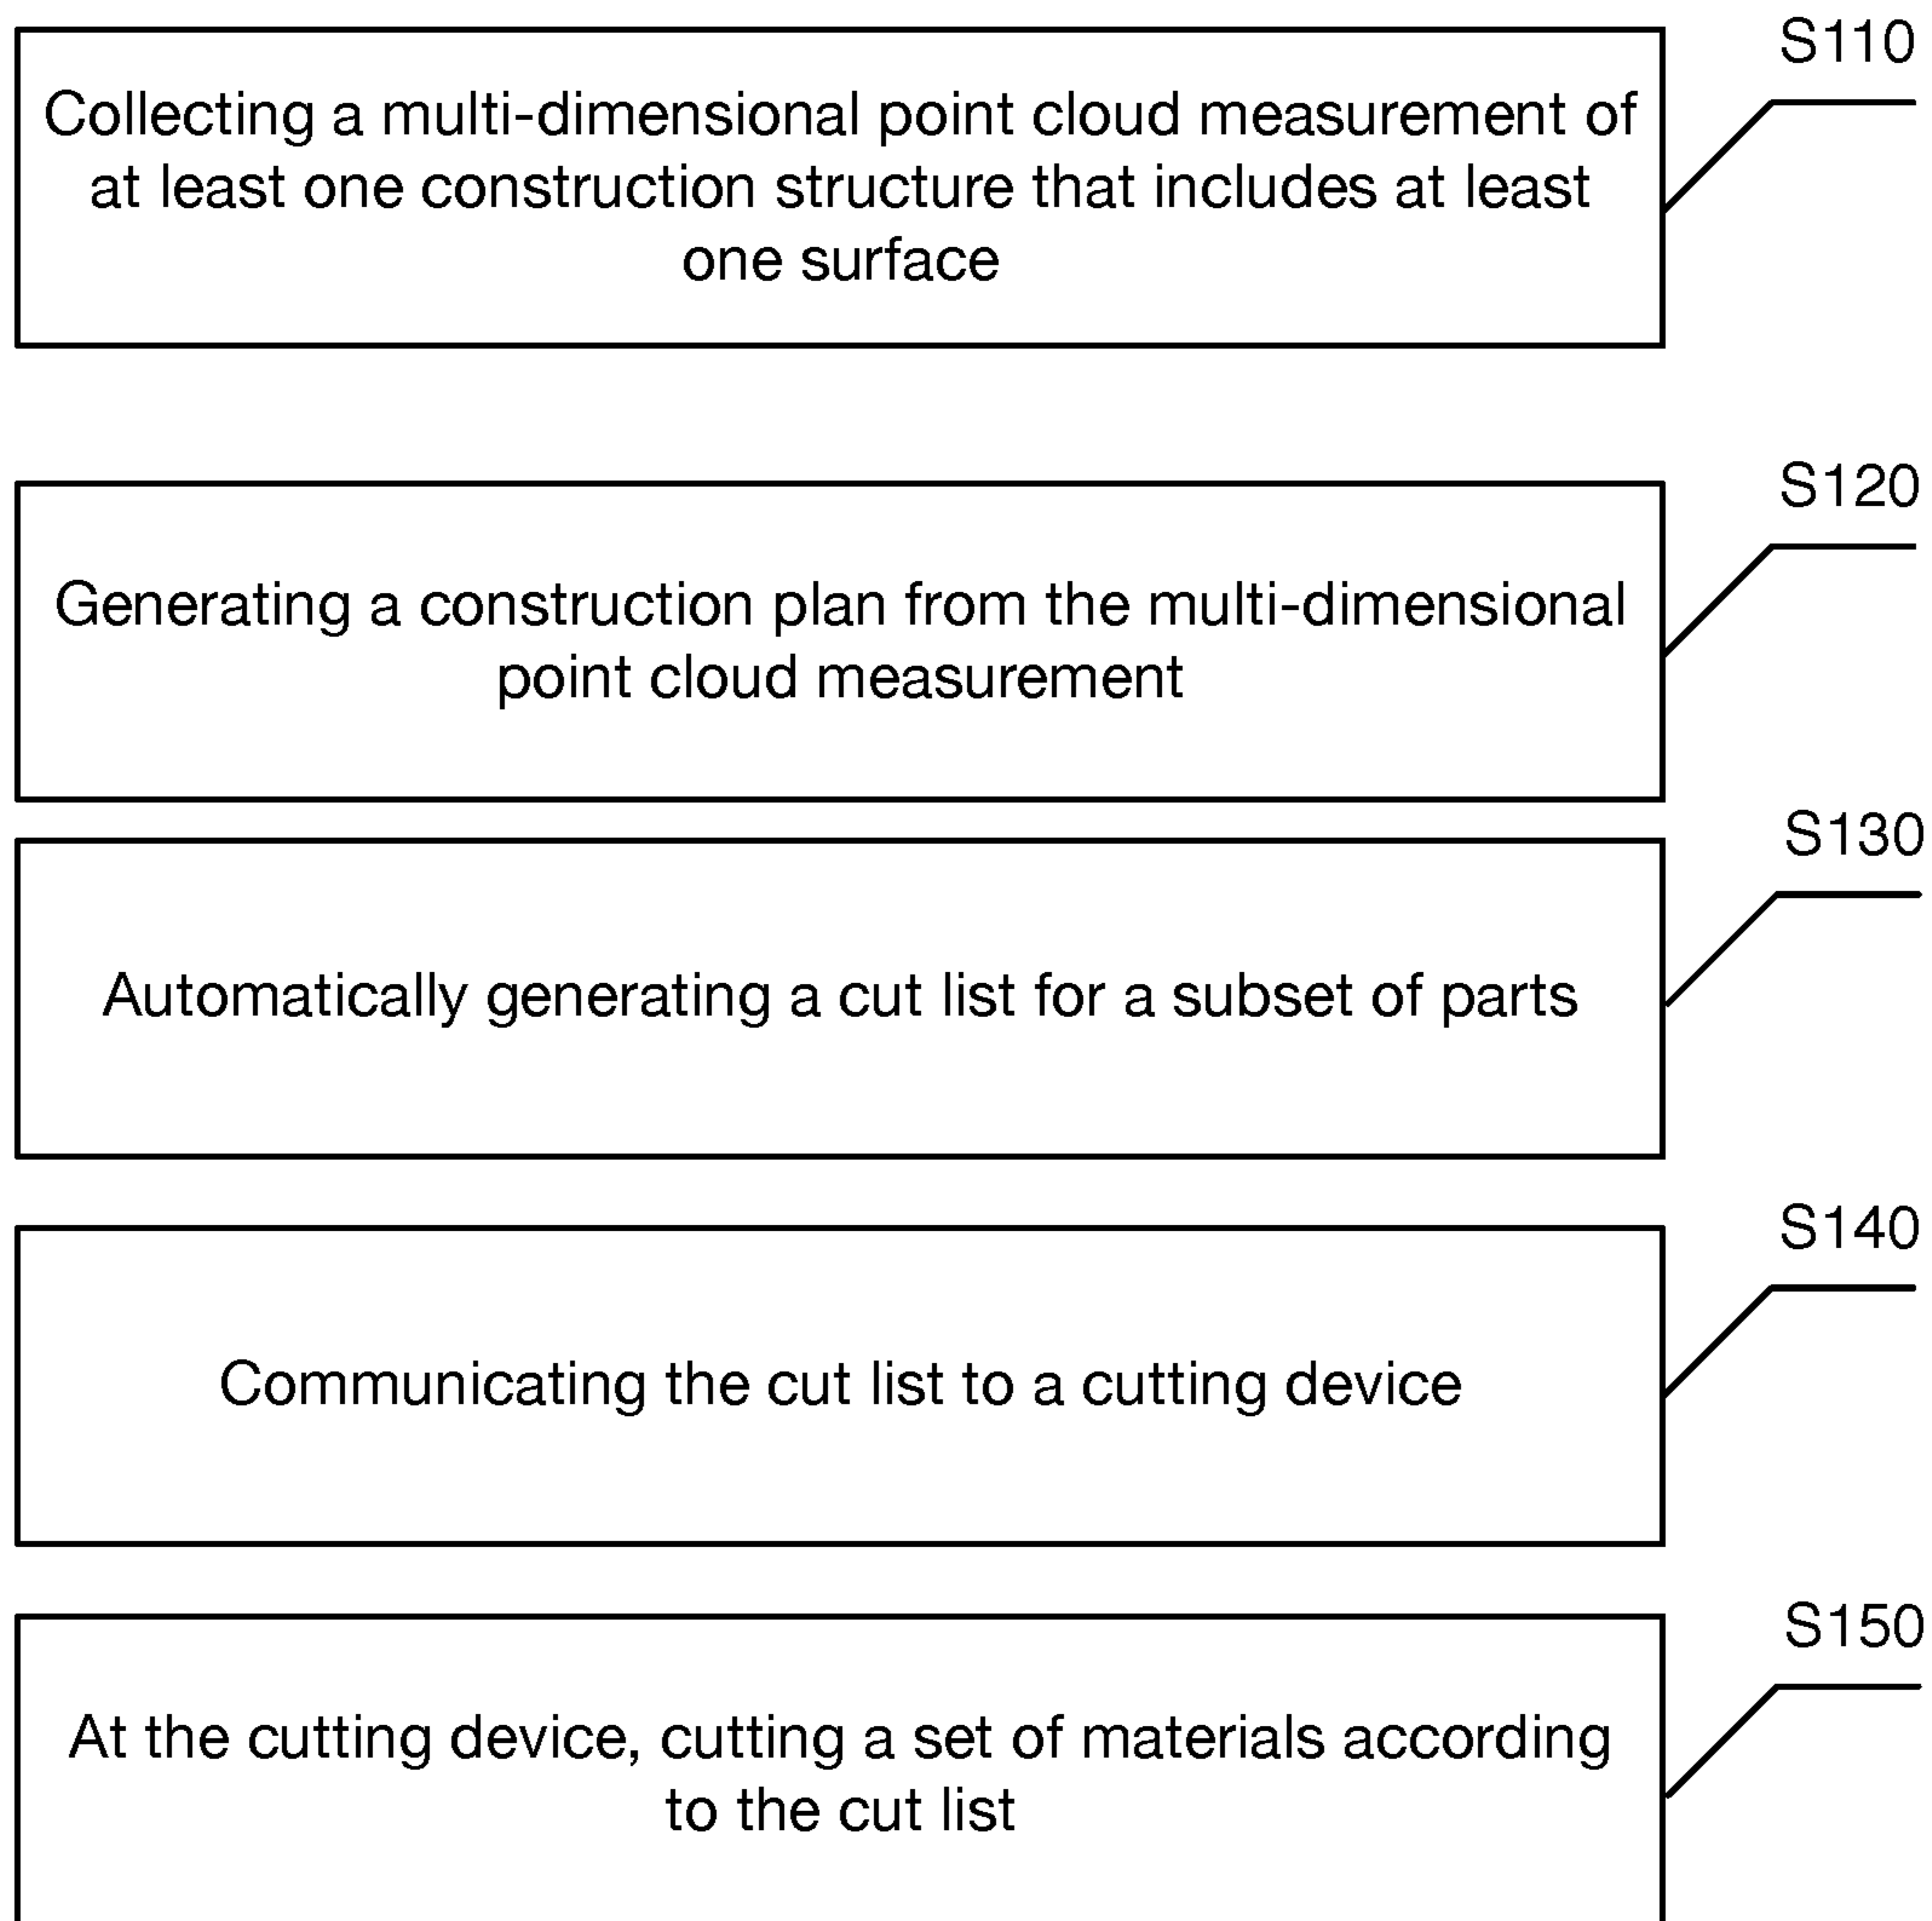 S110
Collecting a multi-dimensional point cloud measurement of
at least one construction structure that includes at least
one surface
S120
Generating a construction plan from the multi-dimensional
point cloud measurement
S130
Automatically generating a cut list for a subset of parts
S140
Communicating the cut list to a cutting device
S150
At the cutting device, cutting a set of materials according
to the cut list